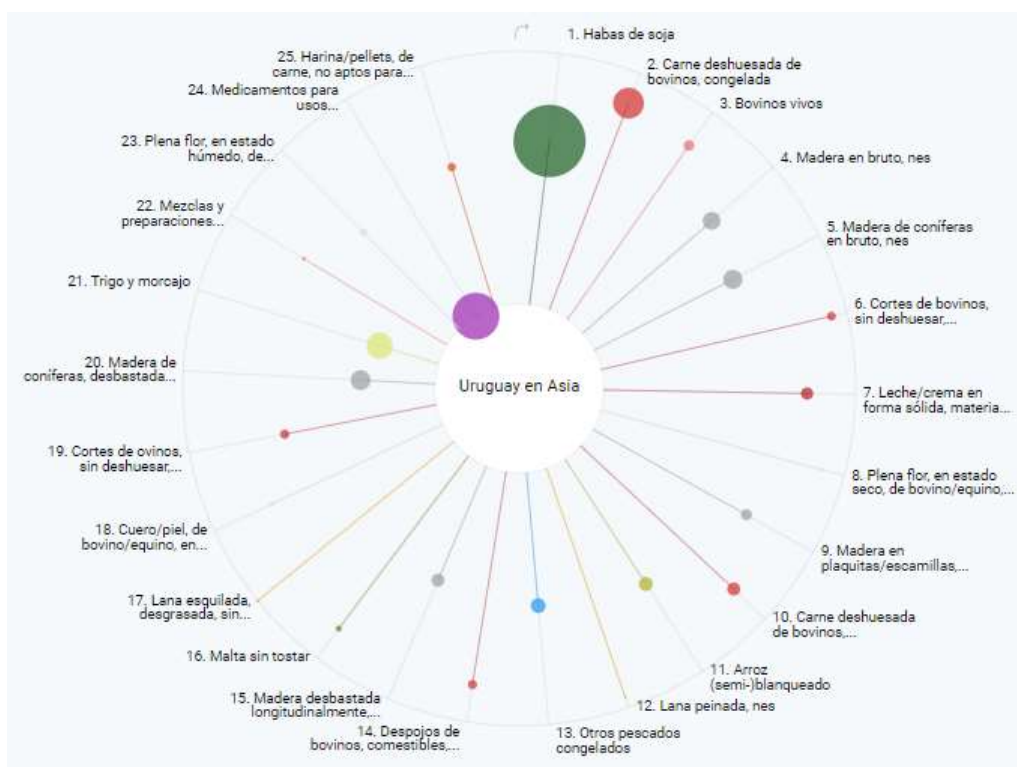 1. Habas de soja
2. Carne deshuesada de
bovinos, congelada
3. Bovinos vivos
4. Madera en bruto, nes
5. Madera de coníferas
en bruto, nes
6. Cortes de bovinos,
sin deshuesar,...
7. Leche/crema en
forma sólida, materia...
8. Plena flor, en estado
seco, de bovino/equino,...
9. Madera en
plaquitas/escamillas,...
10. Carne deshuesada
de bovinos,...
11. Arroz
(semi-)blanqueado
12. Lana peinada, nes
13. Otros pescados
congelados
14. Despojos de
bovinos, comestibles,...
15. Madera desbastada
longitudinalmente,...
16. Malta sin tostar
17. Lana esquilada,
desgrasada, sin...
18. Cuero/piel, de
bovino/equino, en...
19. Cortes de ovinos,
sin deshuesar,...
20. Madera de
coníferas, desbastada...
21. Trigo y morcajo
22. Mezclas y
preparaciones...
23. Plena flor, en estado
húmedo, de...
24. Medicamentos para
usos...
25. Harina/pellets, de
carne, no aptos para...
Uruguay en Asia